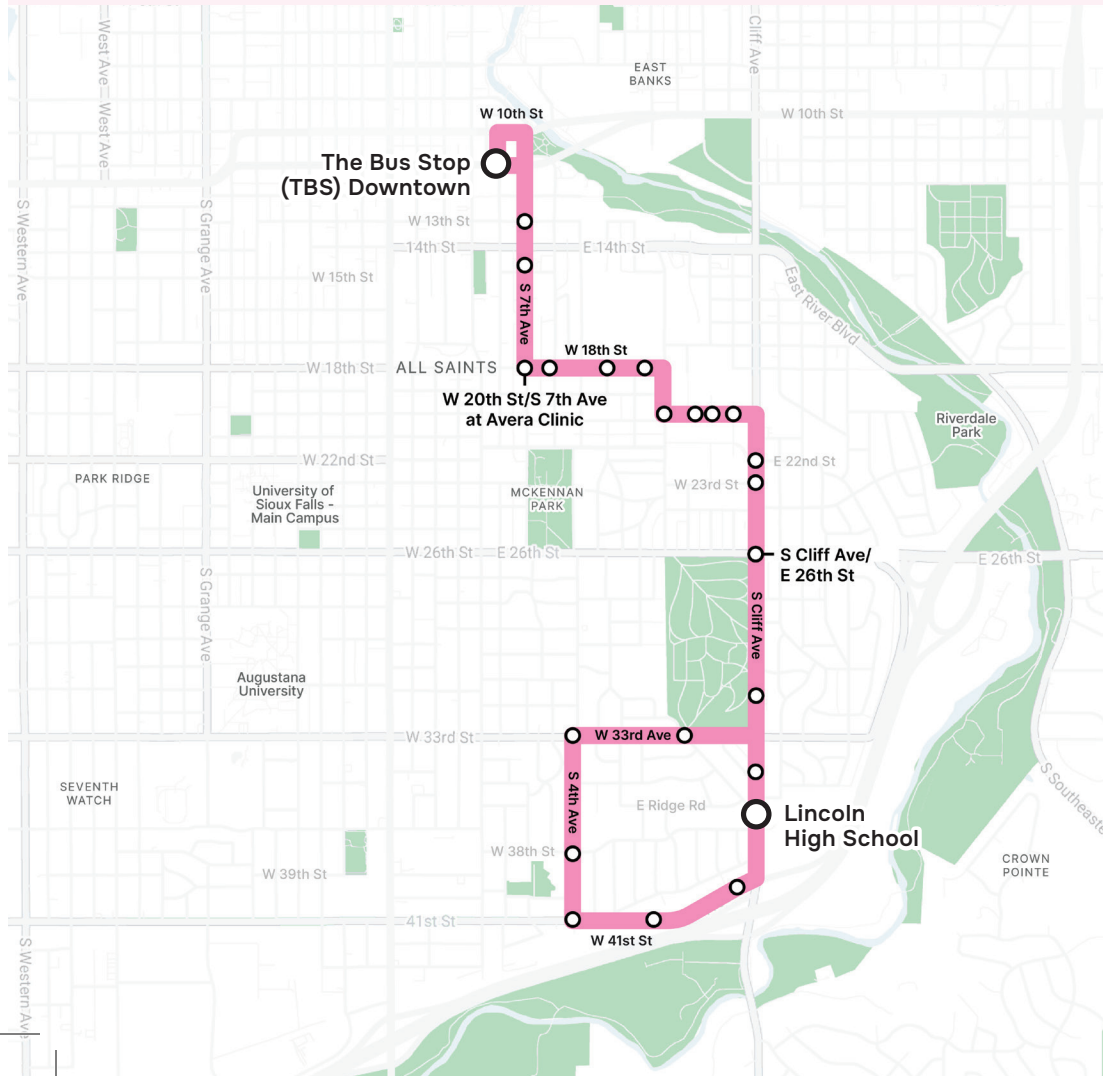 West Ave
West Ave
Cliff Ave
EAST
BANKS
W 10th St
W 10th St
The Bus Stop
(TBS) Downtown
S Western Ave
S Grange Ave
W 13th St
14th St
E 14th St
W 15th St
S 7th Ave
East River Blvd
W 18th St
W 18th St
ALL SAINTS
W 20th St/S 7th Ave
at Avera Clinic
Riverdale
Park
W 22nd St
E 22nd St
PARK RIDGE
University of
Sioux Falls -
Main Campus
MCKENNAN
PARK
W 23rd St
W 26th St
E 26th St
S Cliff Ave/
E 26th St
E 26th St
S Grange Ave
S Cliff Ave
Augustana
University
W 33rd St
W 33rd Ave
SEVENTH
WATCH
S 4th Ave
E Ridge Rd
Lincoln
High School
S Southeaste
W 38th St
W 39th St
CROWN
POINTE
41st St
W 41st St
S Western Ave